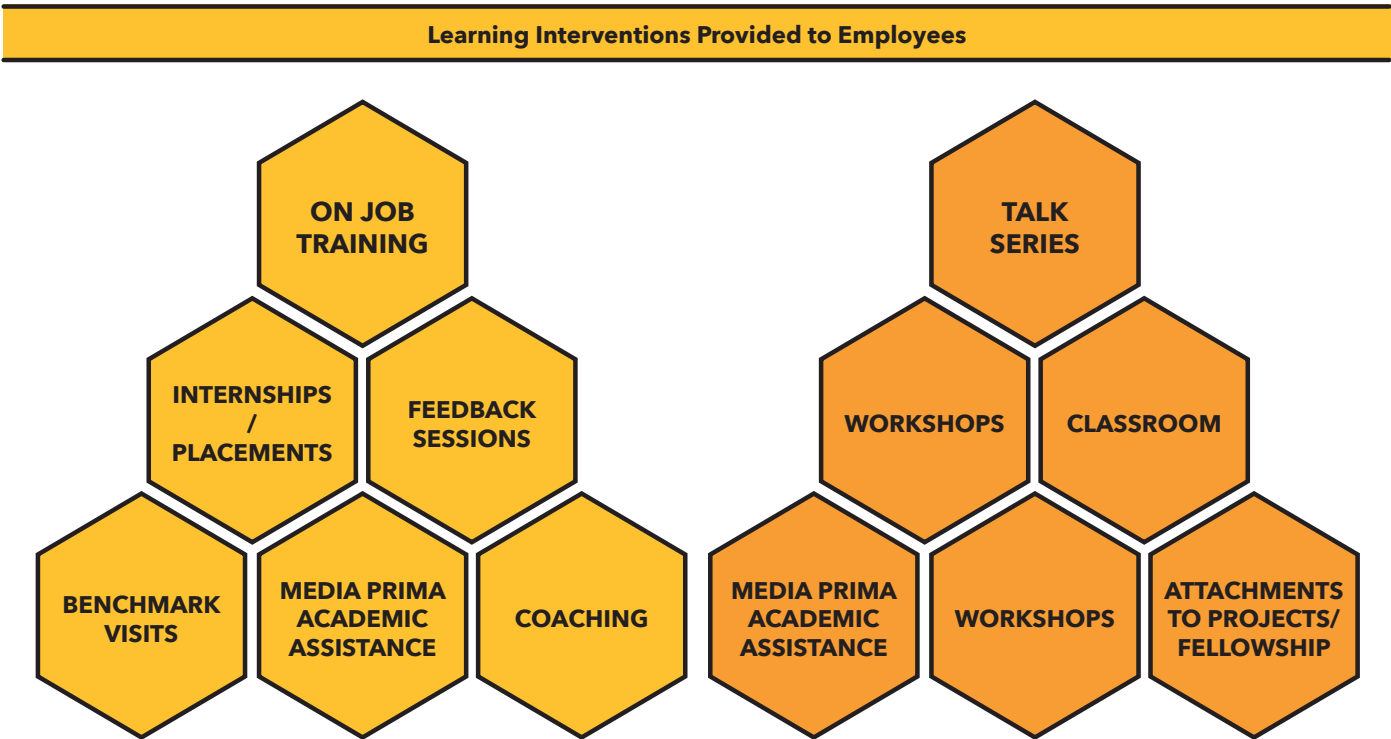 Learning Interventions Provided to Employees
ON JOB
TRAINING
INTERNSHIPS
/
PLACEMENTS
FEEDBACK
SESSIONS
BENCHMARK
VISITS
MEDIA PRIMA
ACADEMIC
ASSISTANCE
COACHING
TALK
SERIES
WORKSHOPS
CLASSROOM
MEDIA PRIMA
ACADEMIC
ASSISTANCE
WORKSHOPS
ATTACHMENTS
TO PROJECTS/
FELLOWSHIP